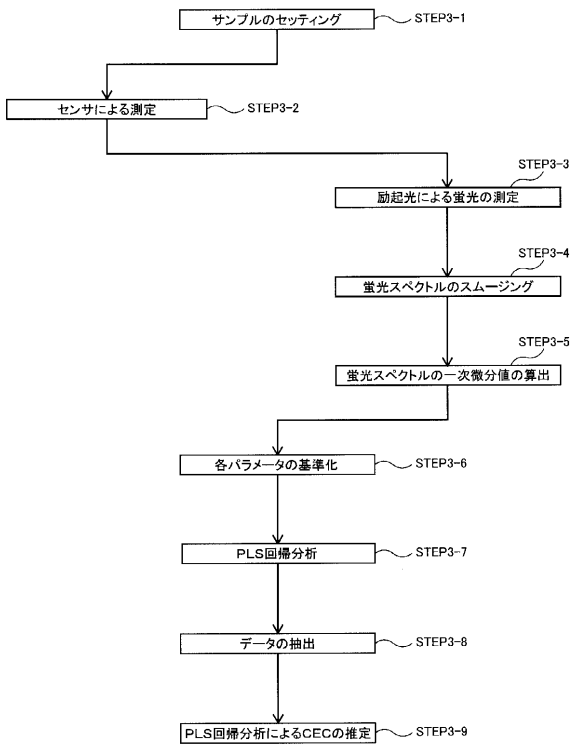 サンプルのセッティング
STEP3-1
センサによる測定
STEP3-2
STEP3-3
励起光による蛍光の測定
STEP3-4
蛍光スペクトルのスムージング
STEP3-5
蛍光スペクトルの一次微分値の算出
各パラメータの基準化
STEP3-6
PLS回帰分析
STEP3-7
データの抽出
STEP3-8
PLS回帰分析によるCECの推定
STEP3-9